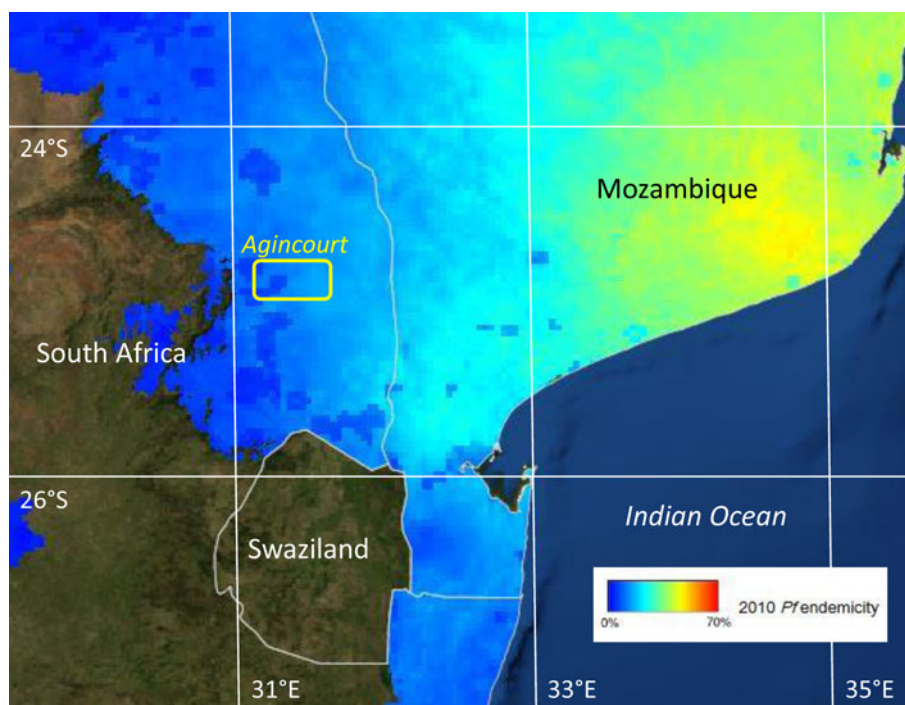 24°S
Mozambique
Agincourt
South Africa
26°S
Indian Ocean
Swaziland
2010 Pf endemicity
0%
70%
31°E
33°E
35°E